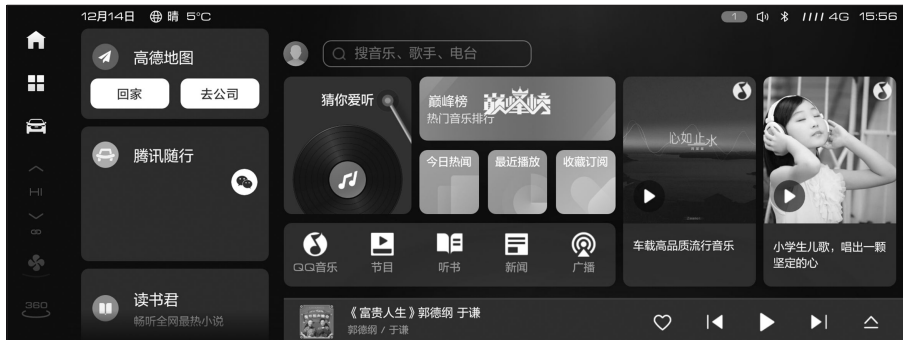 12月14日 晴 5°C
1 4G 15:56
高德地图
回家 去公司
腾讯随行
读书君
畅听全网最热小说
HI
360
搜音乐、歌手、电台
猜你爱听
巅峰榜 巅峰榜
热门音乐排行
今日热闻 最近播放 收藏订阅
心如止水
车载高品质流行音乐
小学生儿歌，唱出一颗
坚定的心
QQ音乐 节目 听书 新闻 广播
《富贵人生》郭德纲 于谦
郭德纲 / 于谦